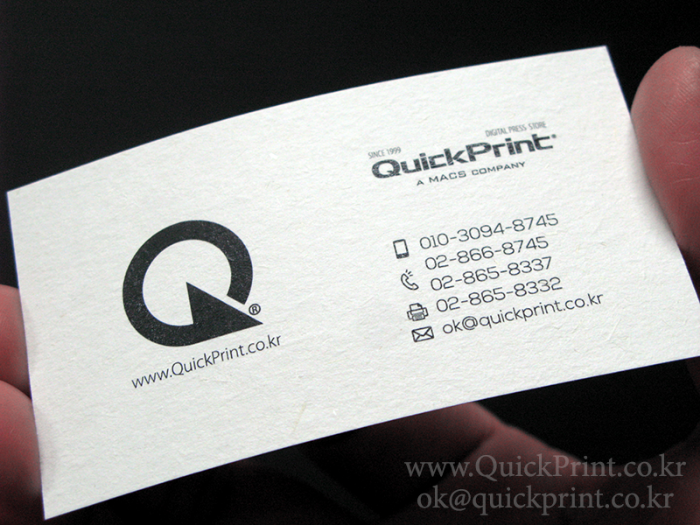 SINCE 1999
DIGITAL PRESS STORE
QuickPrint®
A MACS COMPANY
010-3094-8745
02-866-8745
02-865-8337
02-865-8332
ok@quickprint.co.kr
Q®
www.QuickPrint.co.kr
www.QuickPrint.co.kr
ok@quickprint.co.kr